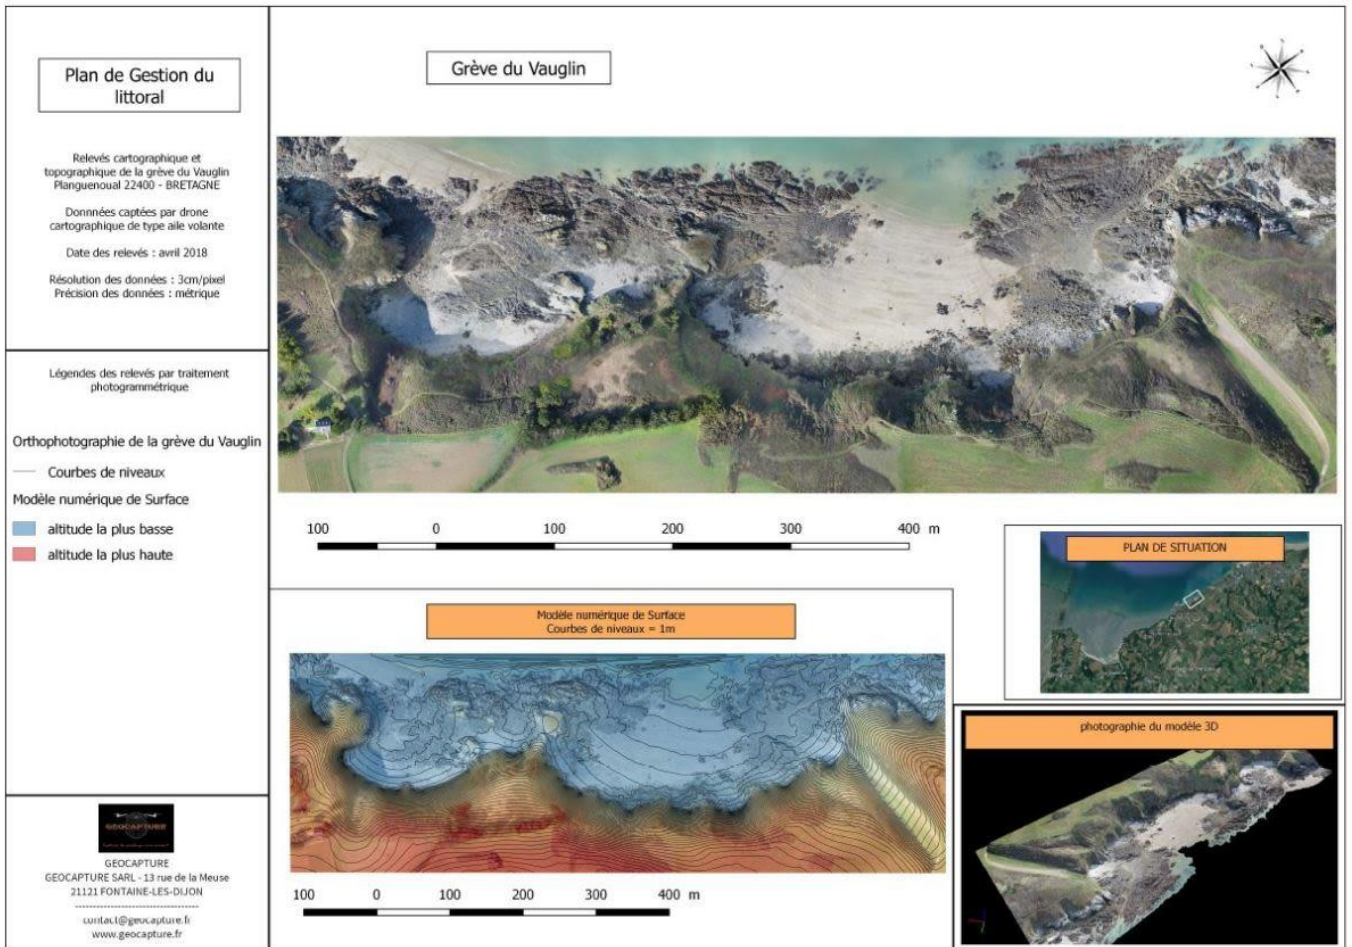 Plan de Gestion du
littoral
Relevés cartographique et
topographique de la grève du Vauglin
Planguenoual 22400 - BRETAGNE
Donnnées captées par drone
cartographique de type aile volante
Date des relevés : avril 2018
Résolution des données : 3cm/pixel
Précision des données : métrique
Légendes des relevés par traitement
photogrammétrique
Orthophotographie de la grève du Vauglin
Courbes de niveaux
Modèle numérique de Surface
altitude la plus basse
altitude la plus haute
GEOCAPTURE
GEOCAPTURE
GEOCAPTURE SARL - 13 rue de la Meuse
21121 FONTAINE-LES-DIJON
---------------------------------
contact@geocapture.fr
www.geocapture.fr
Grève du Vauglin
100 0 100 200 300 400 m
Modèle numérique de Surface
Courbes de niveaux = 1m
100 0 100 200 300 400 m
PLAN DE SITUATION
photographie du modèle 3D